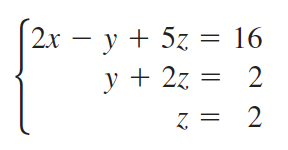 2x − y + 5z = 16
y + 2z = 2
z = 2